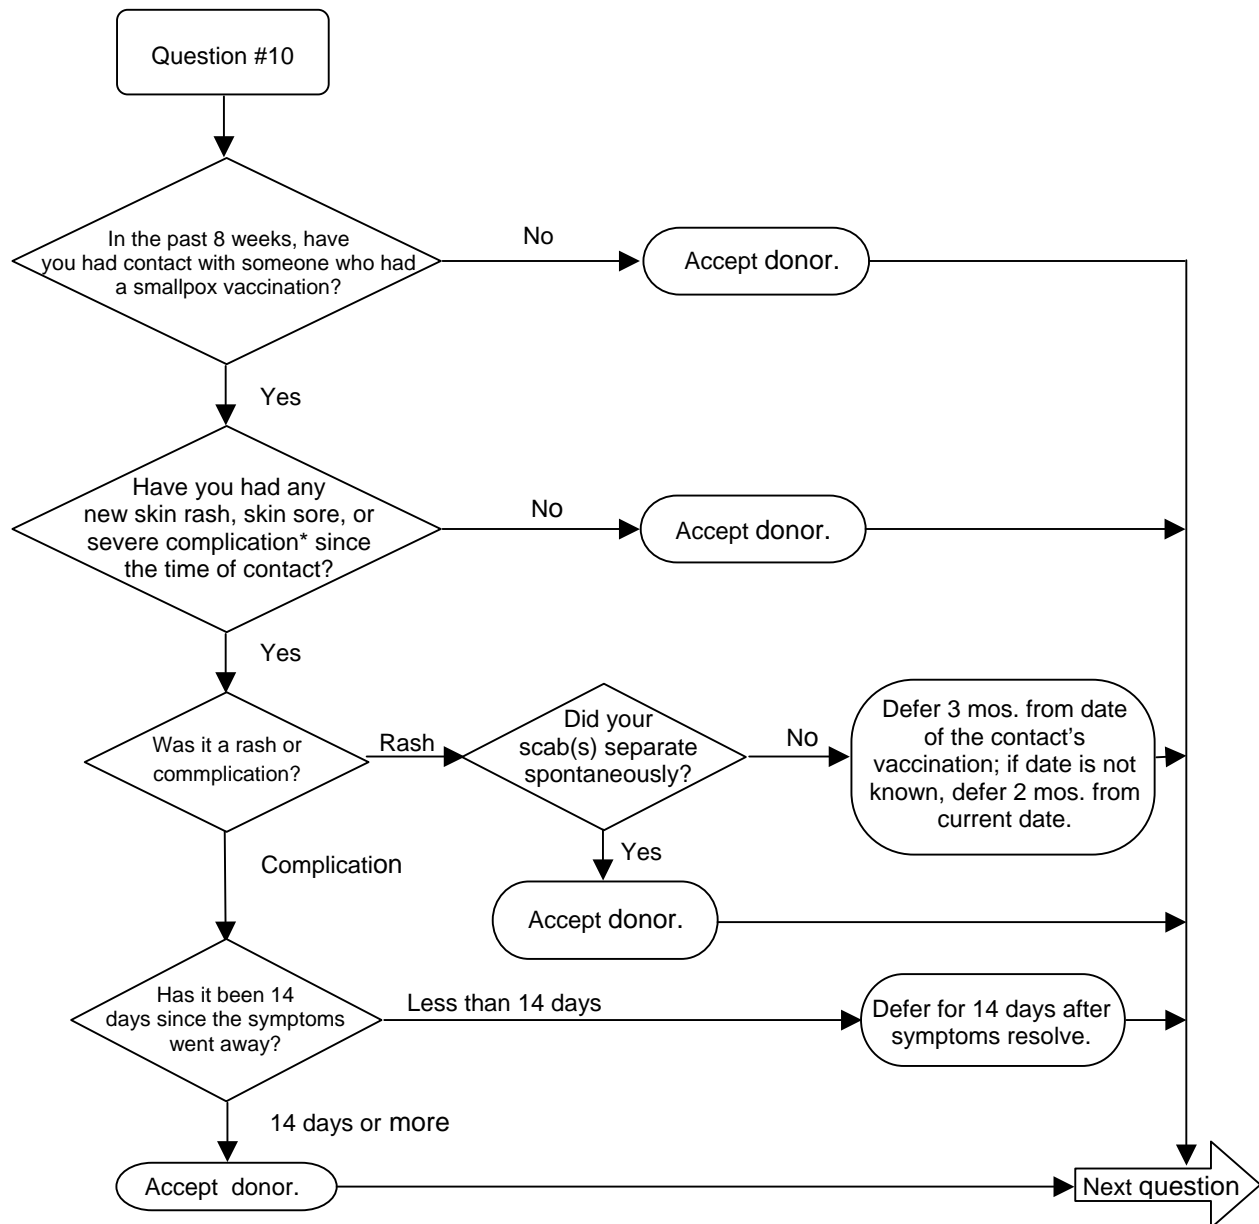 Question #10
In the past 8 weeks, have
you had contact with someone who had
a smallpox vaccination?
No
Accept donor.
Yes
Have you had any
new skin rash, skin sore, or
severe complication* since
the time of contact?
No
Accept donor.
Yes
Was it a rash or
commplication?
Rash
Did your
scab(s) separate
spontaneously?
No
Defer 3 mos. from date
of the contact's
vaccination; if date is not
known, defer 2 mos. from
current date.
Yes
Accept donor.
Complication
Has it been 14
days since the symptoms
went away?
Less than 14 days
Defer for 14 days after
symptoms resolve.
14 days or more
Accept donor.
Next question